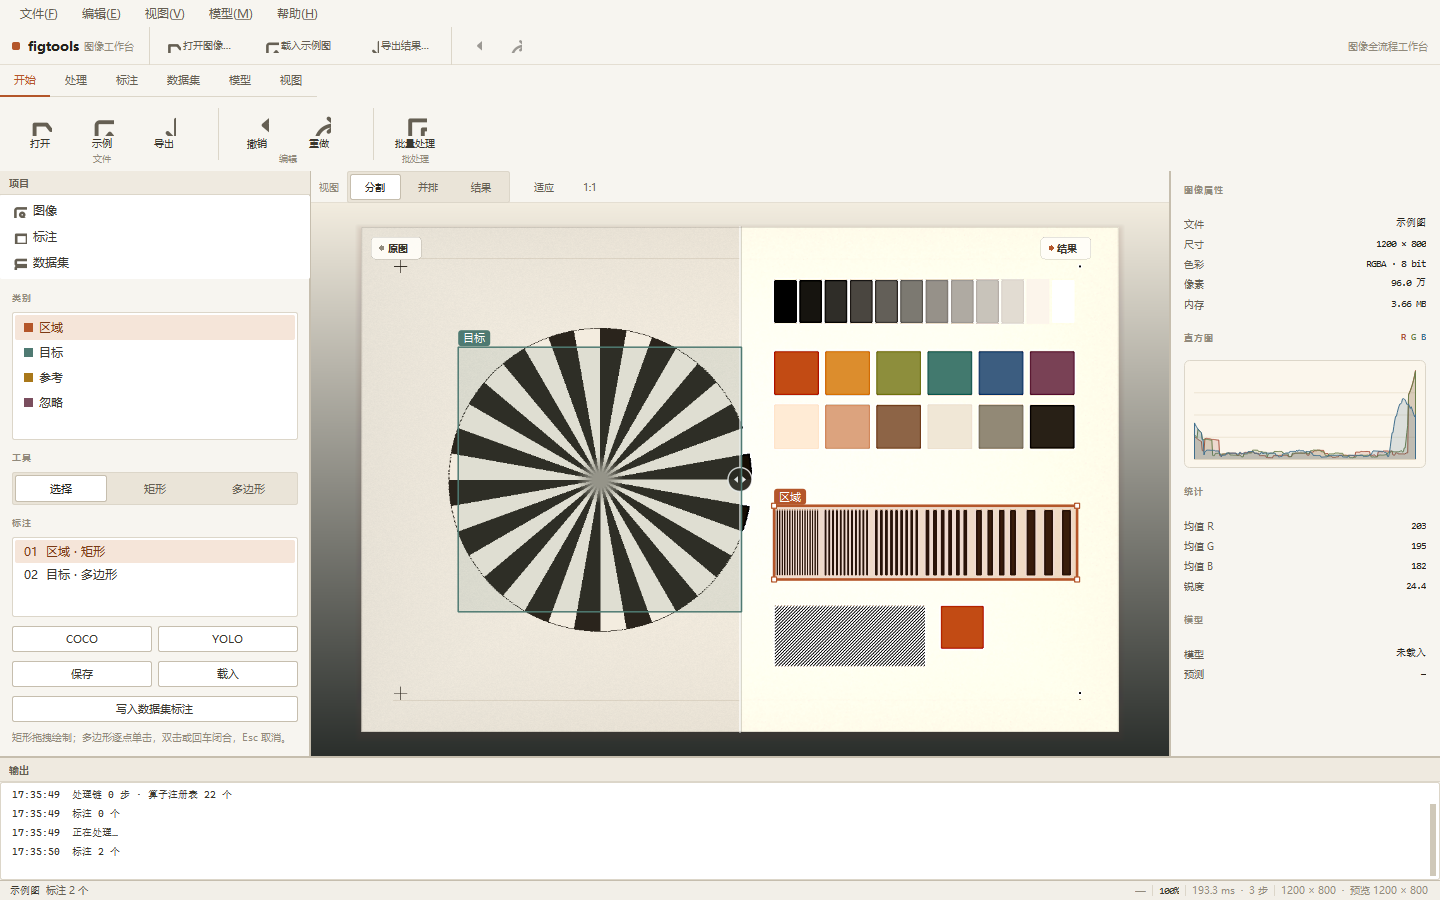 文件(F) 编辑(E) 视图(V) 模型(M) 帮助(H)
figtools 图像工作台 打开图像... 载入示例图 导出结果... 图像全流程工作台
开始 处理 标注 数据集 模型 视图
打开 示例 导出 撤销 重做 批量处理
文件 编辑 批处理
项目
图像
标注
数据集
类别
区域
目标
参考
忽略
工具
选择 矩形 多边形
标注
01 区域 · 矩形
02 目标 · 多边形
COCO YOLO
保存 载入
写入数据集标注
矩形拖拽绘制；多边形逐点单击，双击或回车闭合，Esc 取消。
视图 分割 并排 结果 适应 1:1
原图 结果
目标
区域
图像属性
文件 示例图
尺寸 1200 × 800
色彩 RGBA · 8 bit
像素 96.0 万
内存 3.66 MB
直方图 R G B
统计
均值 R 203
均值 G 195
均值 B 182
锐度 24.4
模型
模型 未载入
预测 —
输出
17:35:49 处理链 0 步 · 算子注册表 22 个
17:35:49 标注 0 个
17:35:49 正在处理…
17:35:50 标注 2 个
示例图 标注 2 个 — 100% 193.3 ms · 3 步 1200 × 800 · 预览 1200 × 800